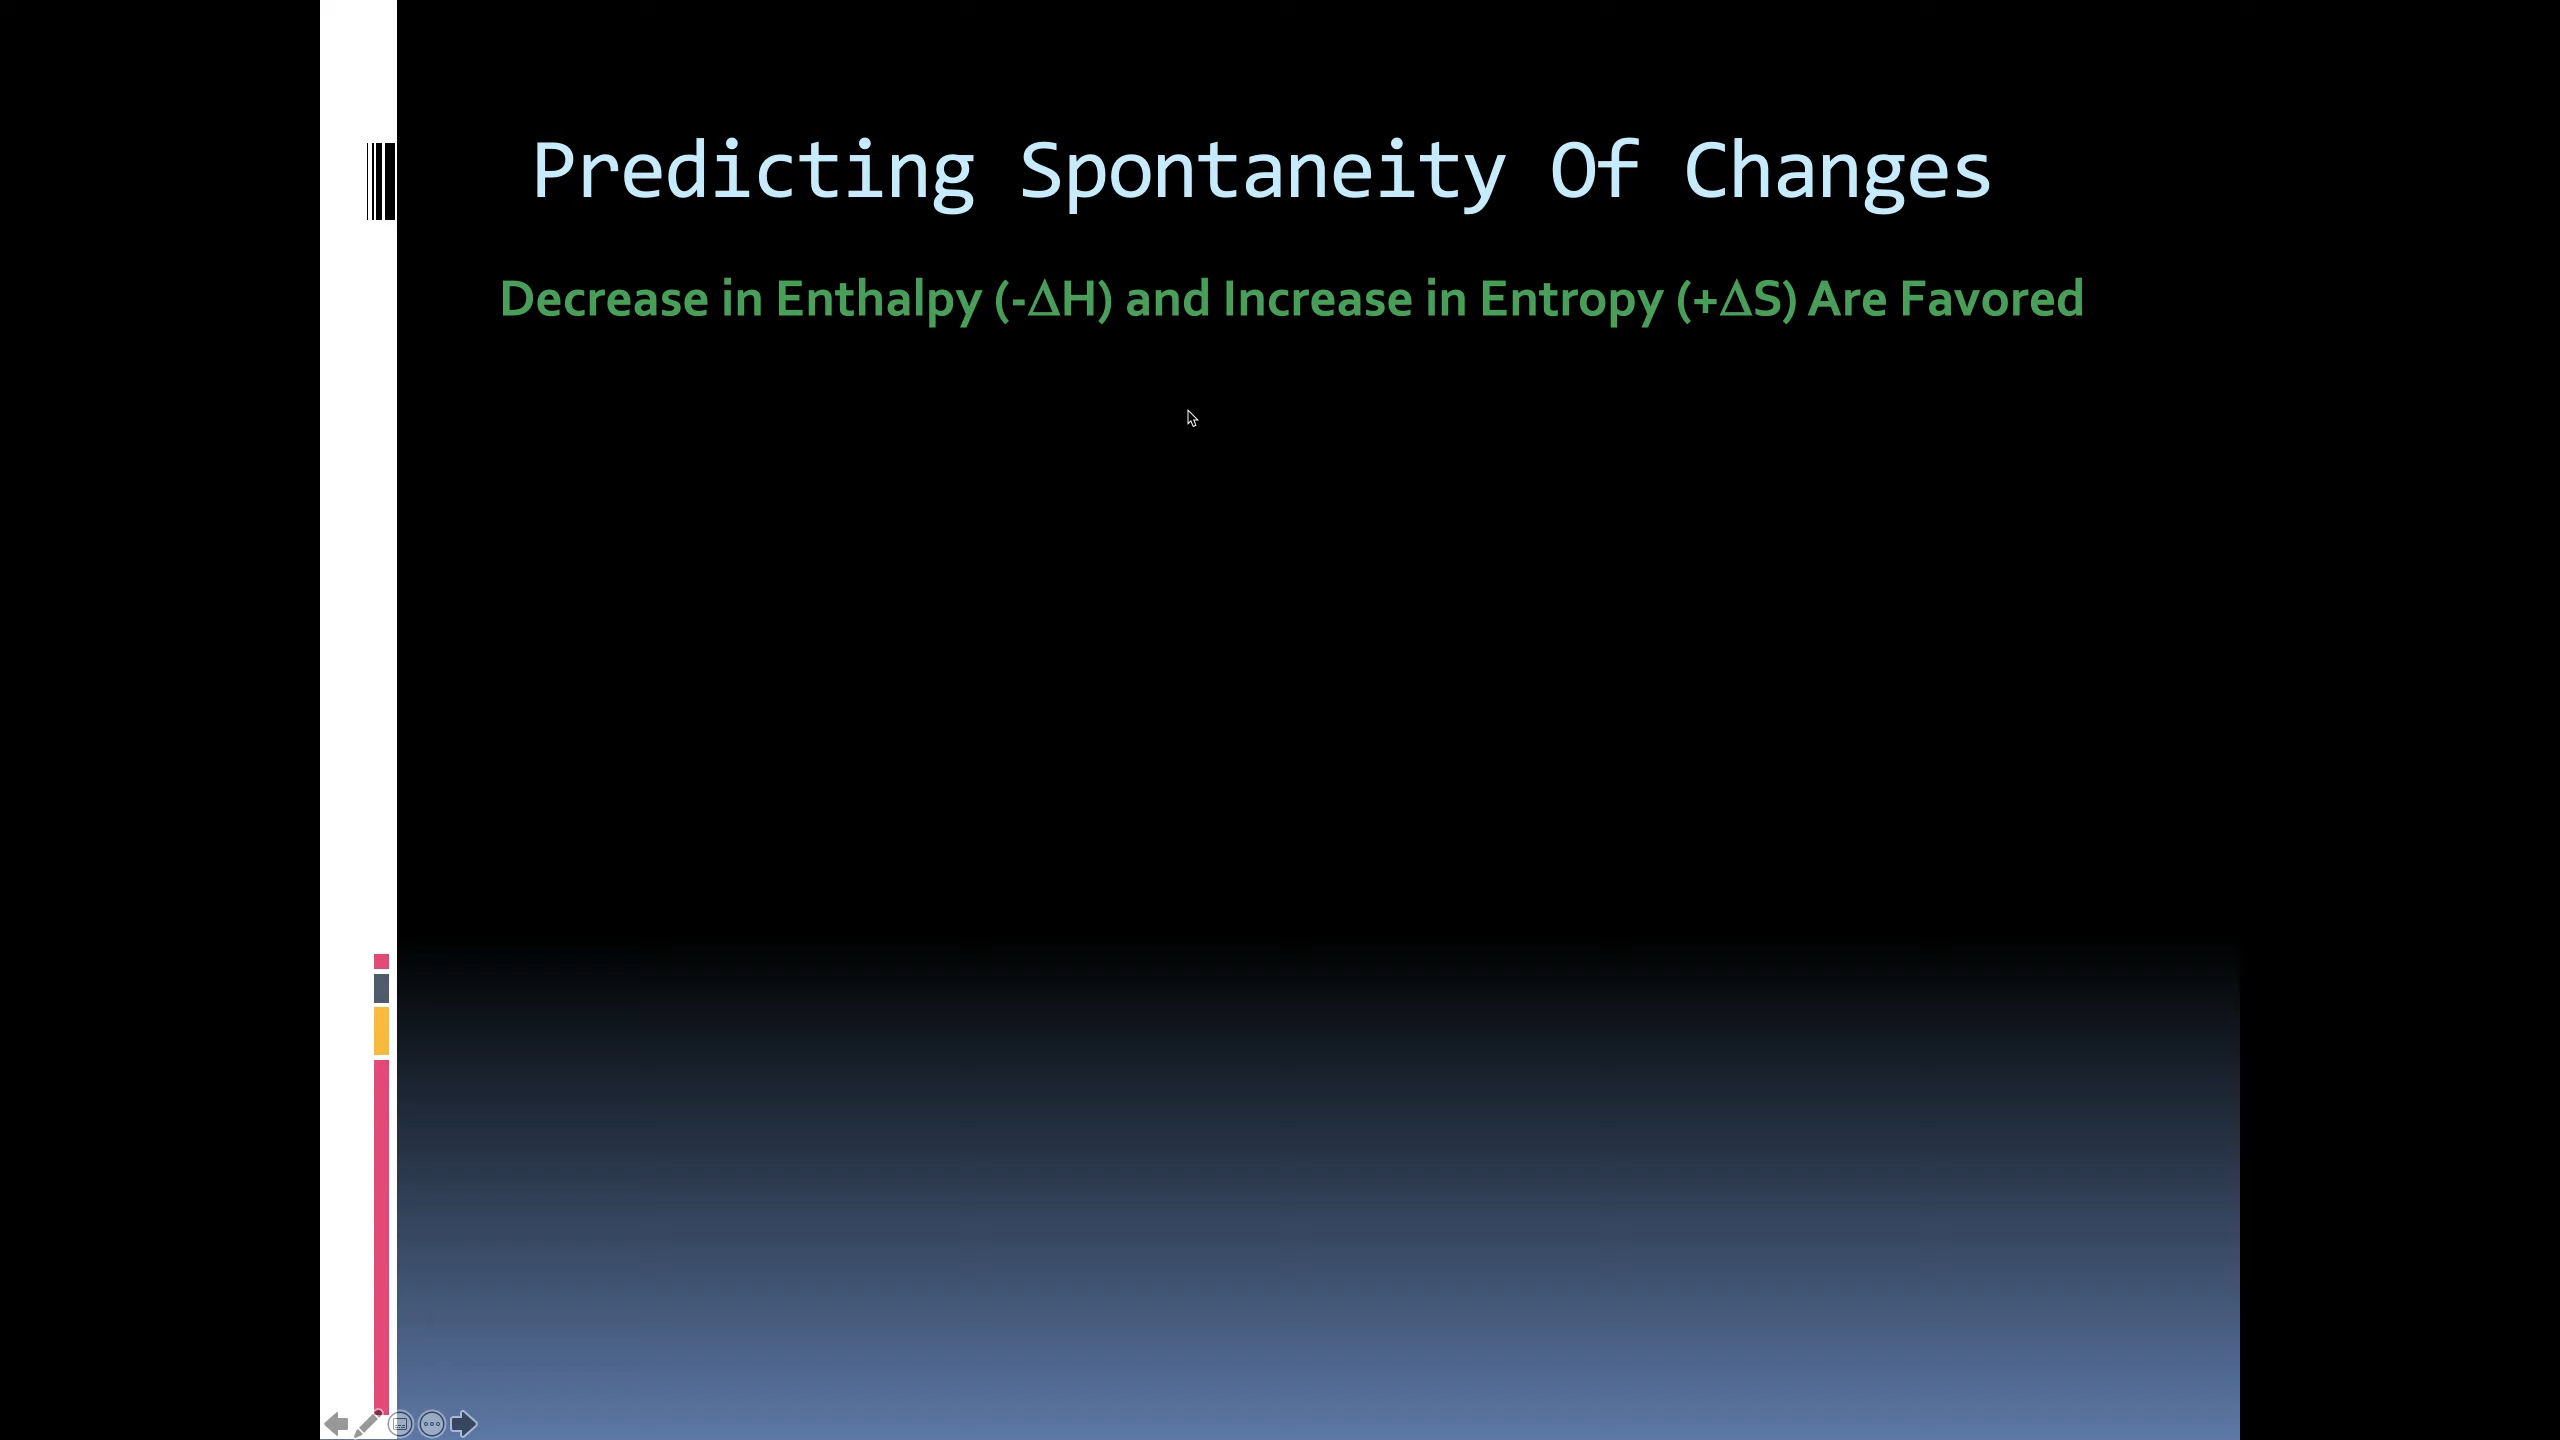 Predicting Spontaneity Of Changes
Decrease in Enthalpy (-ΔH) and Increase in Entropy (+ΔS) Are Favored